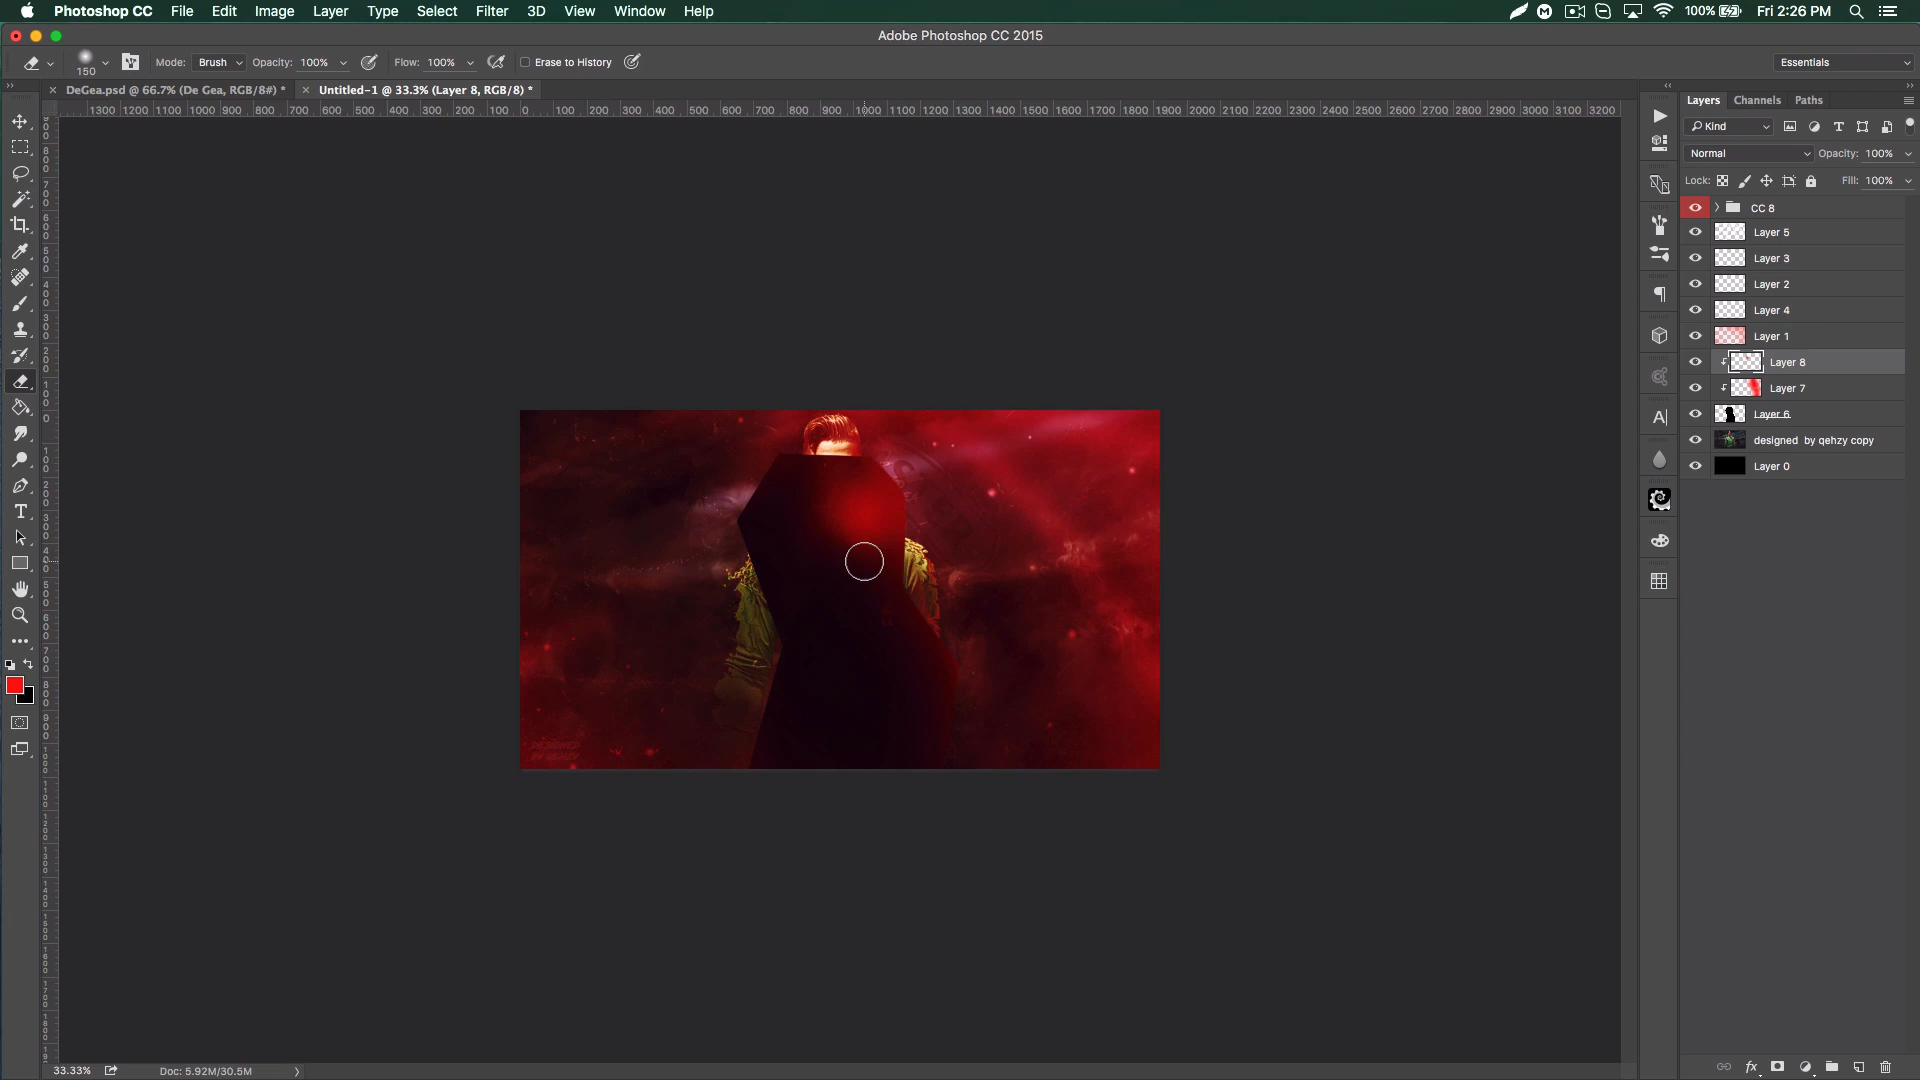 Photoshop CC File Edit Image Layer Type Select Filter 3D View Window Help 100% Fri 2:26 PM
Adobe Photoshop CC 2015
150 Mode: Brush Opacity: 100% Flow: 100% Erase to History Essentials
DeGea.psd @ 66.7% (De Gea, RGB/8#) * Untitled-1 @ 33.3% (Layer 8, RGB/8) *
1300 1200 1100 1000 900 800 700 600 500 400 300 200 100 0 100 200 300 400 500 600 700 800 900 1000 1100 1200 1300 1400 1500 1600 1700 1800 1900 2000 2100 2200 2300 2400 2500 2600 2700 2800 2900 3000 3100 3200
Layers Channels Paths
Kind
Normal Opacity: 100%
Lock: Fill: 100%
CC 8
Layer 5
Layer 3
Layer 2
Layer 4
Layer 1
Layer 8
Layer 7
Layer 6
designed by qehzy copy
Layer 0
DESIGNED
BY QEHZY
33.33% Doc: 5.92M/30.5M